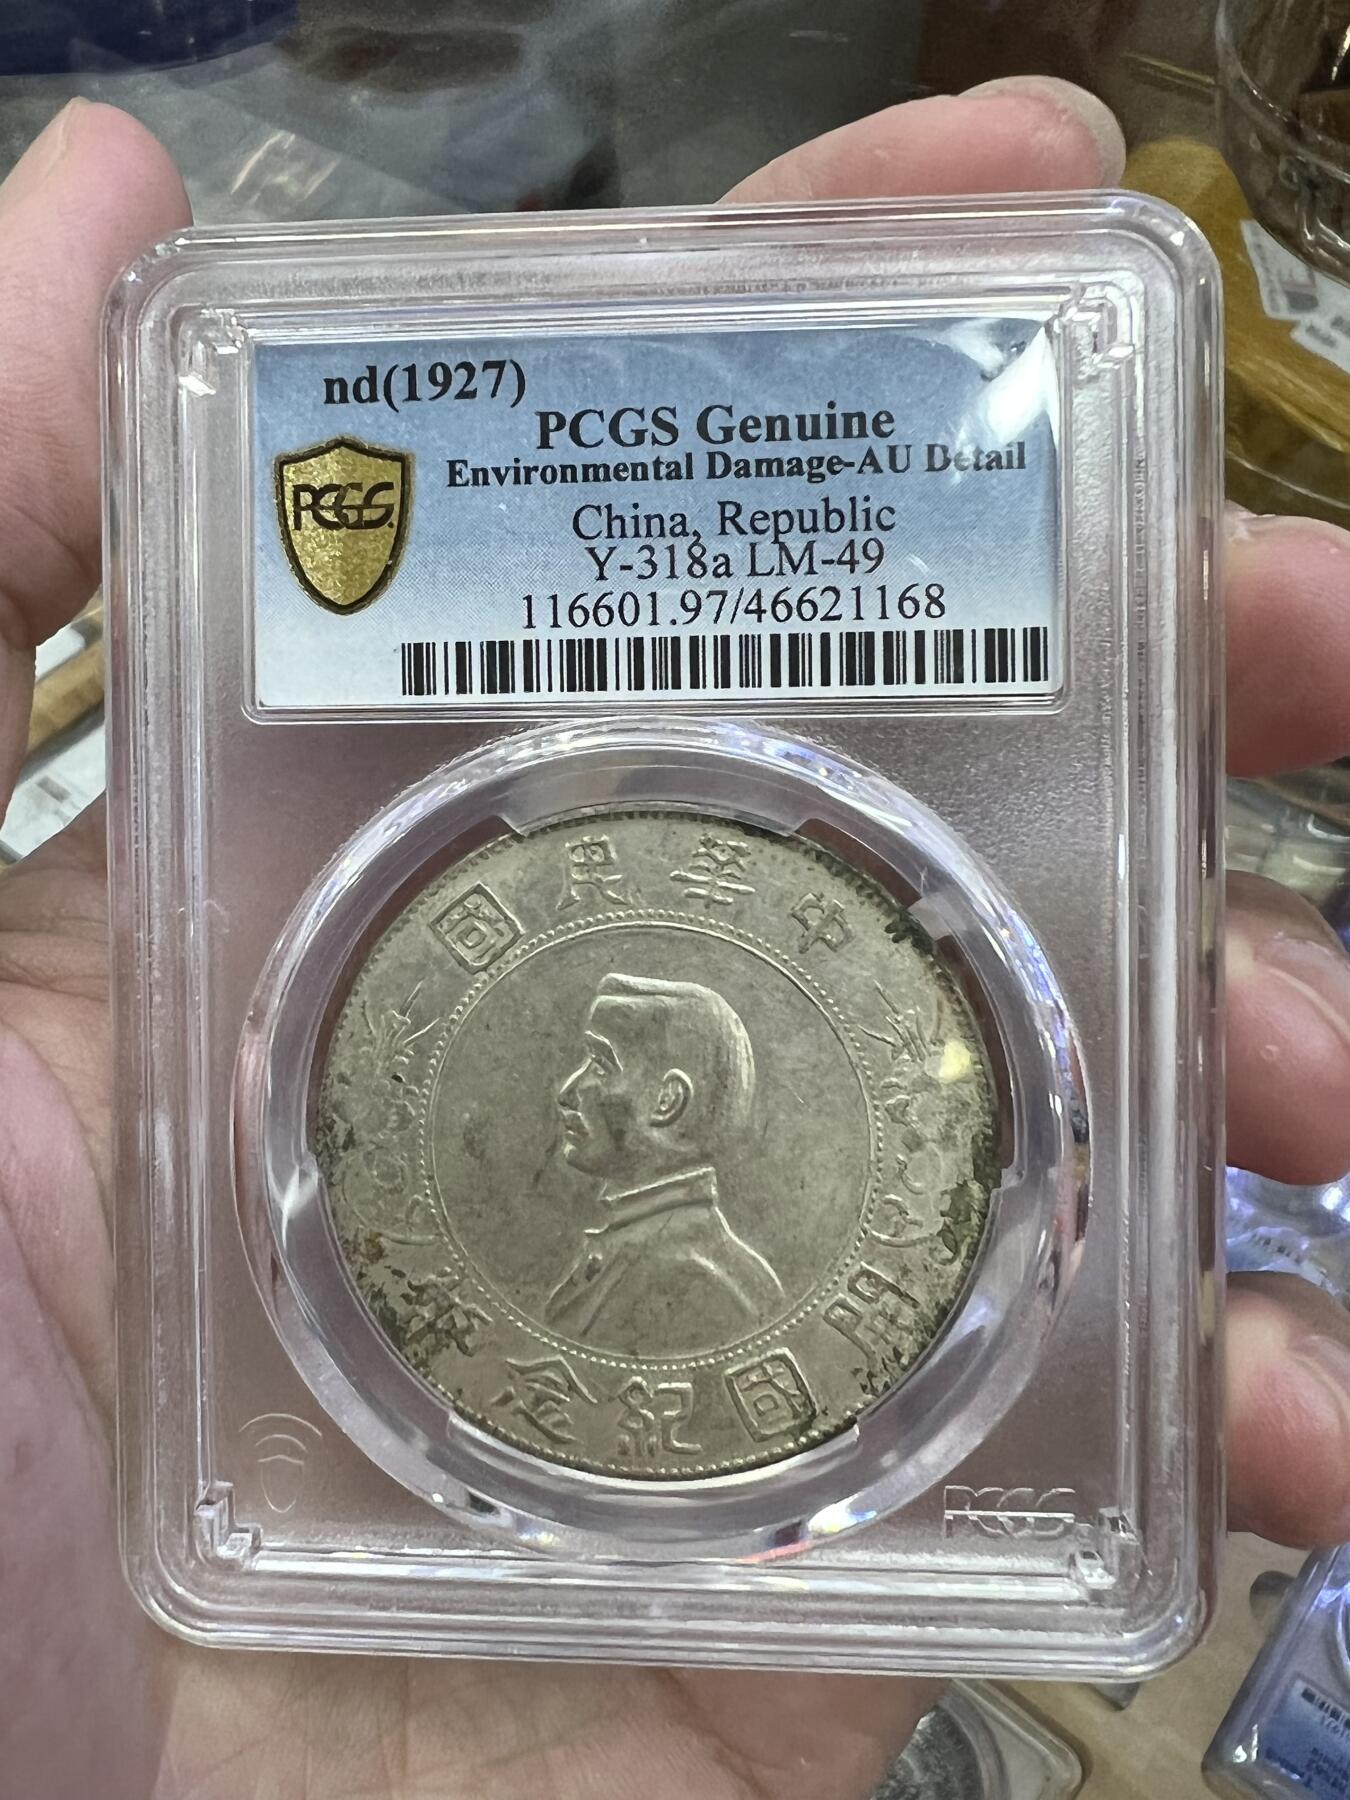 nd(1927)
PCGS Genuine
Environmental Damage-AU Detail
PCGS
China, Republic
Y-318a LM-49
116601.97/46621168
中華民國
開國紀念幣
PCGS